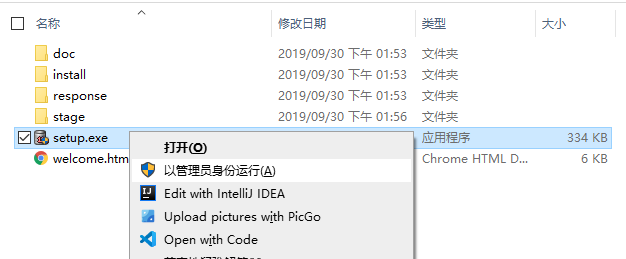 名称 修改日期 类型 大小
doc 2019/09/30 下午 01:53 文件夹
install 2019/09/30 下午 01:53 文件夹
response 2019/09/30 下午 01:53 文件夹
stage 2019/09/30 下午 01:56 文件夹
setup.exe 应用程序 334 KB
welcome.htm Chrome HTML D... 6 KB
打开(O)
以管理员身份运行(A)
Edit with IntelliJ IDEA
Upload pictures with PicGo
Open with Code